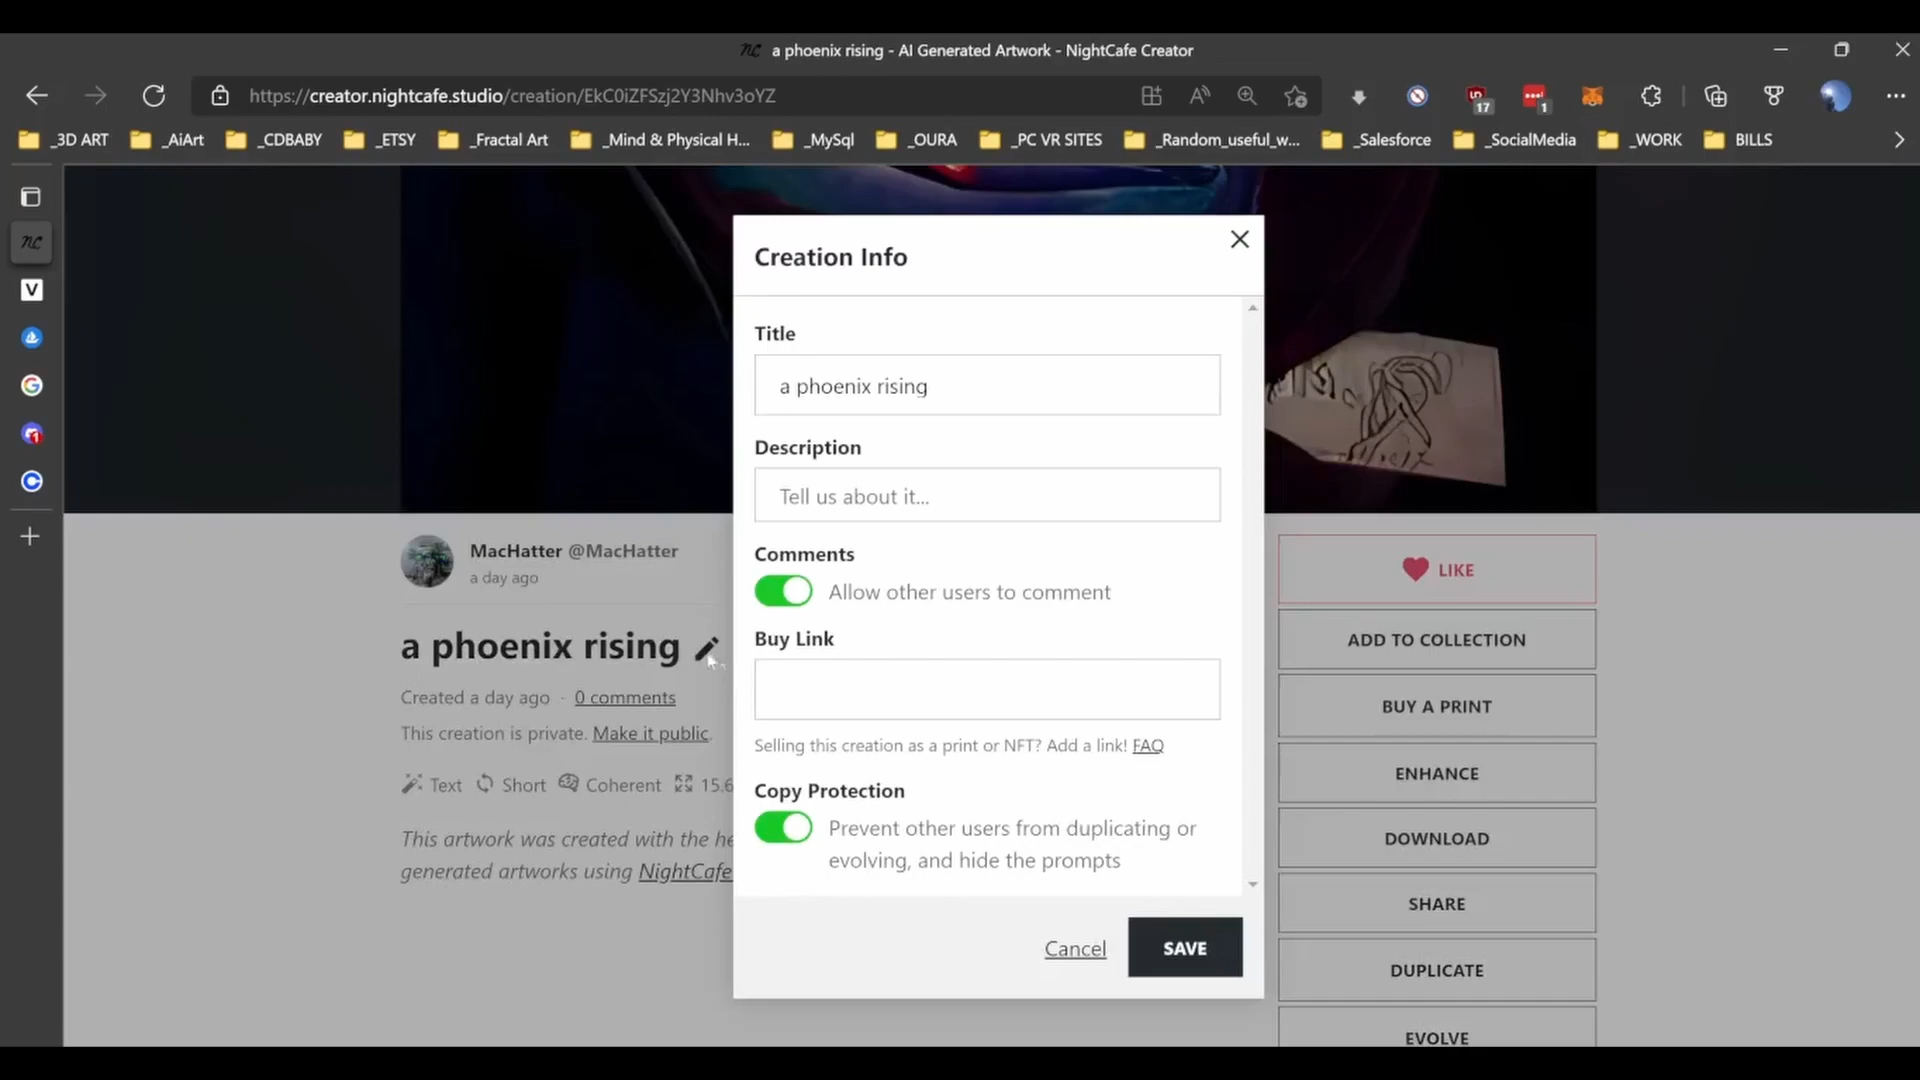 a phoenix rising - AI Generated Artwork - NightCafe Creator
https://creator.nightcafe.studio/creation/EkC0iZFSzj2Y3Nhv3oYZ
17
1
_3D ART
_AiArt
_CDBABY
_ETSY
_Fractal Art
_Mind & Physical H...
_MySql
_OURA
_PC VR SITES
_Random_useful_w...
_Salesforce
_SocialMedia
_WORK
BILLS
Creation Info
Title
a phoenix rising
Description
Tell us about it...
Comments
Allow other users to comment
Buy Link
Selling this creation as a print or NFT? Add a link! FAQ
Copy Protection
Prevent other users from duplicating or
evolving, and hide the prompts
Cancel
SAVE
MacHatter @MacHatter
a day ago
a phoenix rising
Created a day ago · 0 comments
This creation is private. Make it public.
Text Short Coherent 15.6
This artwork was created with the he
generated artworks using NightCafe
LIKE
ADD TO COLLECTION
BUY A PRINT
ENHANCE
DOWNLOAD
SHARE
DUPLICATE
EVOLVE